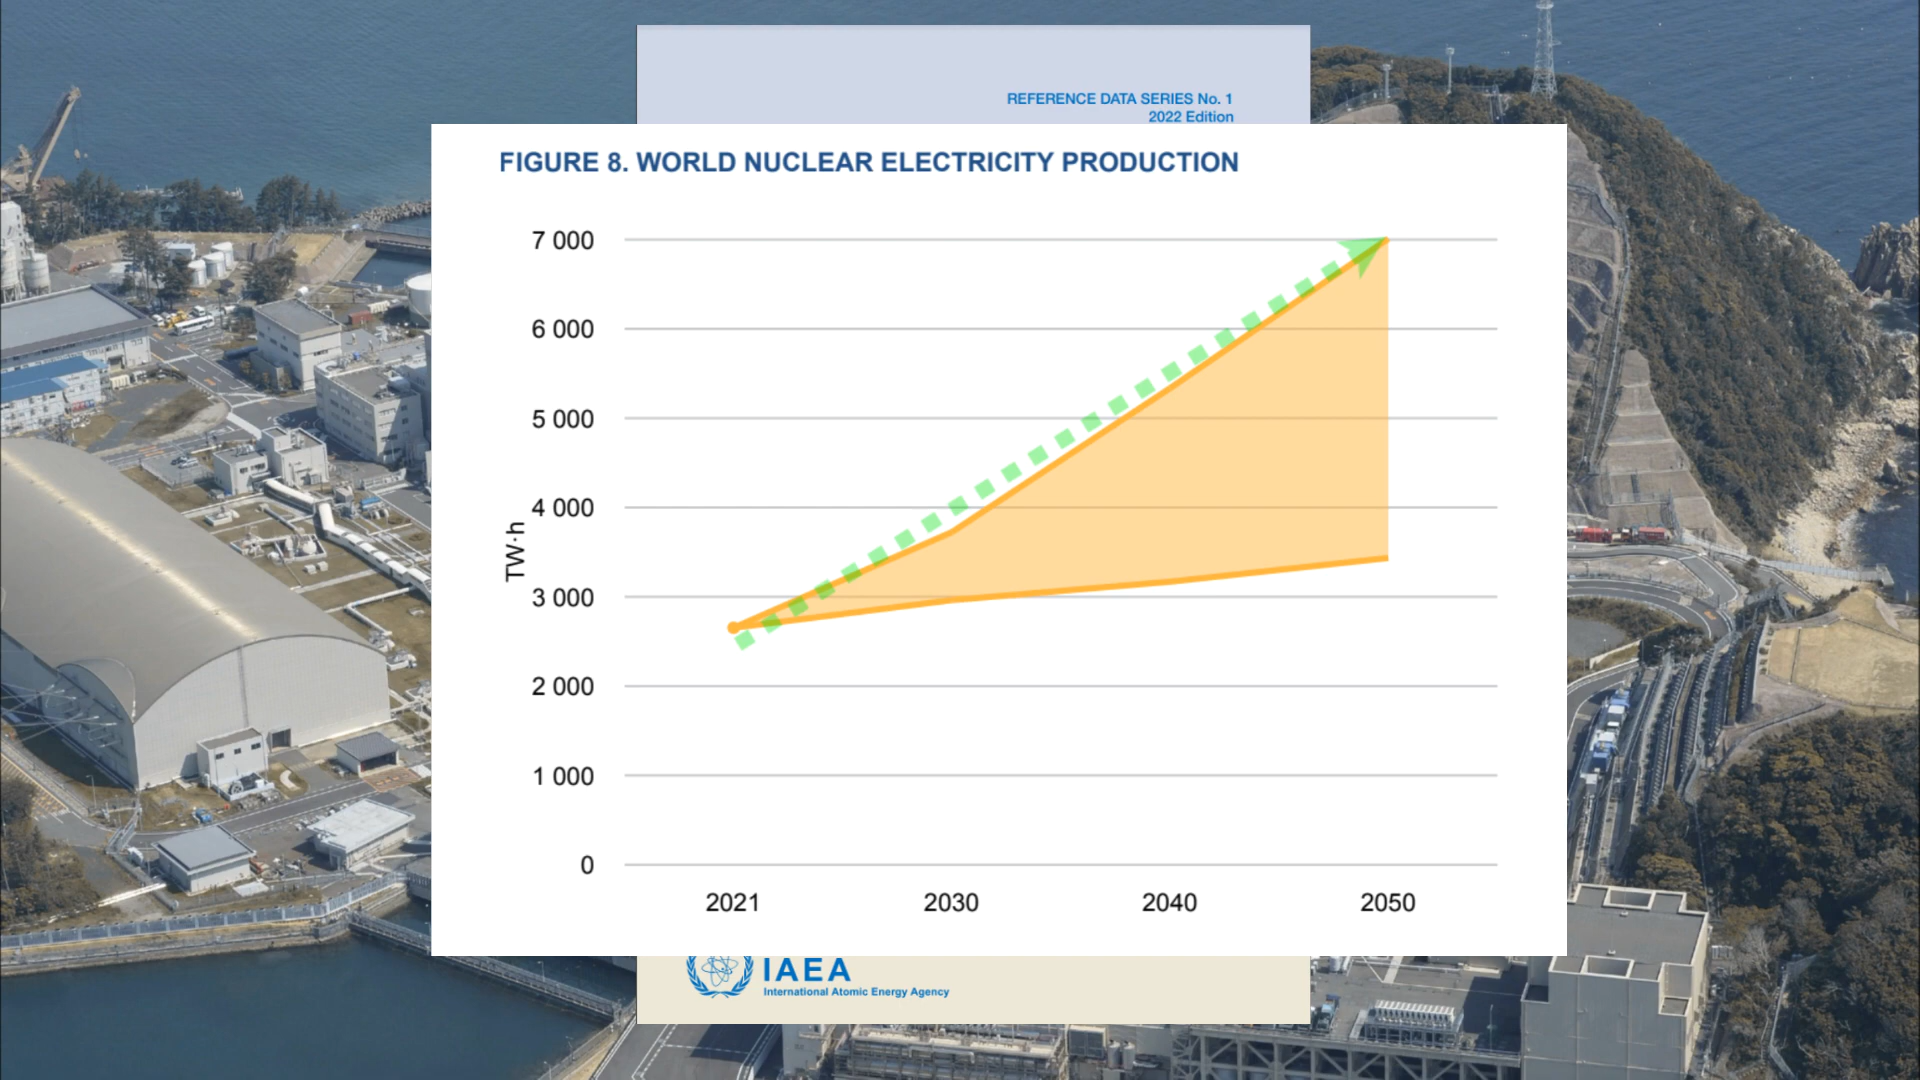 REFERENCE DATA SERIES No. 1
2022 Edition
FIGURE 8. WORLD NUCLEAR ELECTRICITY PRODUCTION
7 000
6 000
5 000
4 000
TW·h
3 000
2 000
1 000
0
2021 2030 2040 2050
IAEA
International Atomic Energy Agency